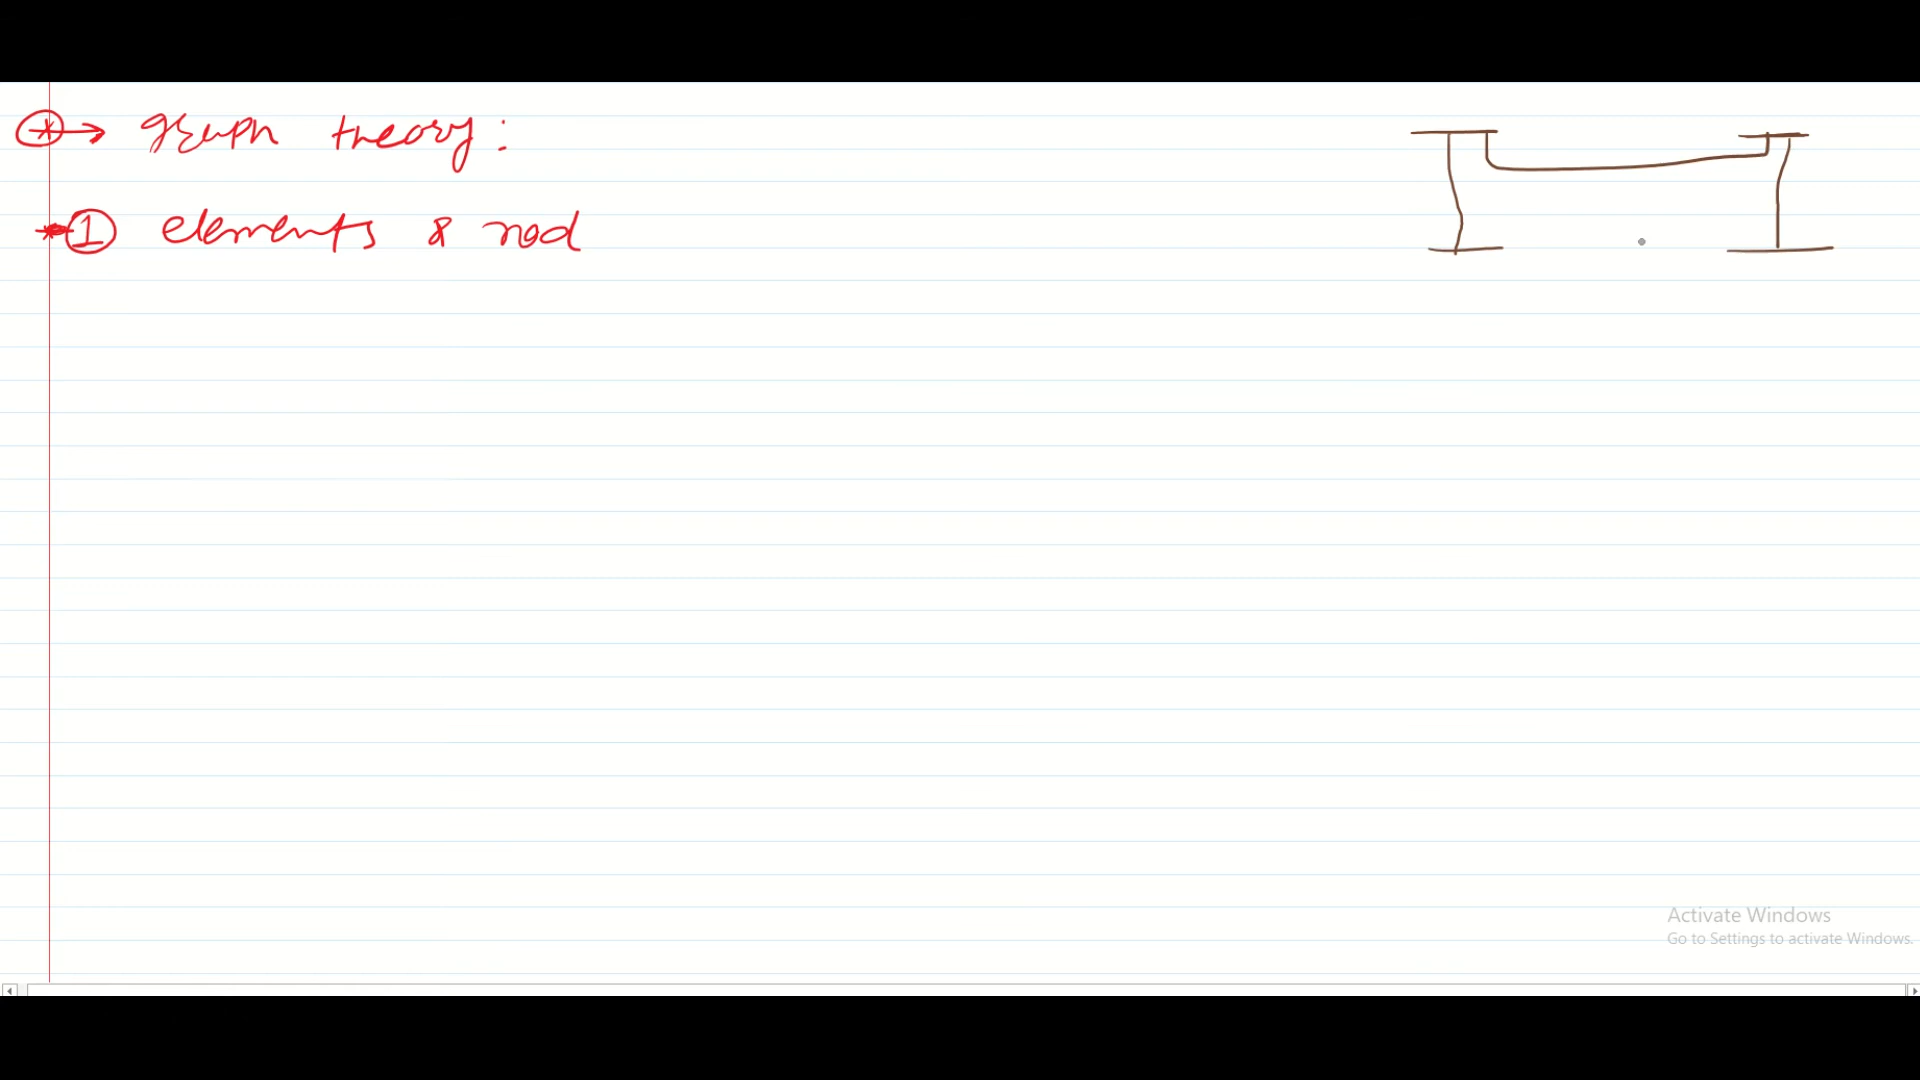 * → graph theory:
① elements & nod
Activate Windows
Go to Settings to activate Windows.